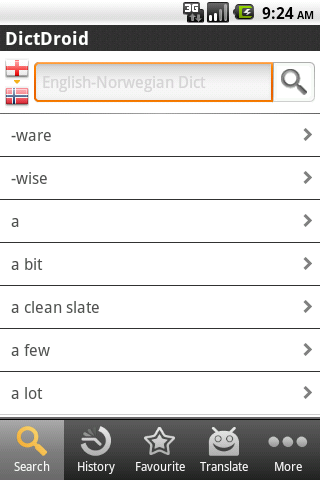 3G 9:24 AM
DictDroid
English-Norwegian Dict
-ware
-wise
a
a bit
a clean slate
a few
a lot
Search History Favourite Translate More